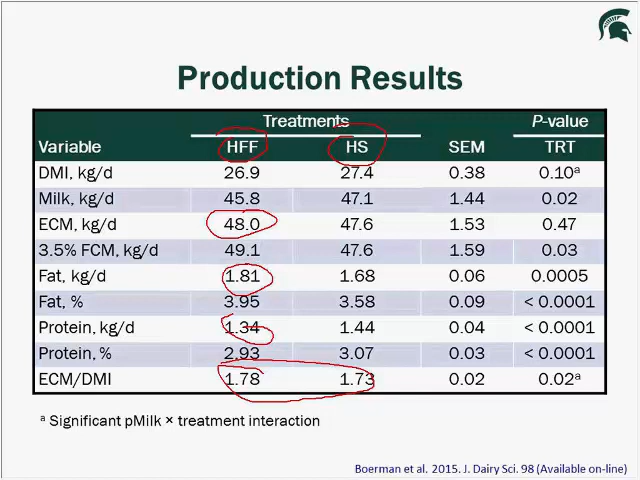 Production Results
Treatments P-value
Variable HFF HS SEM TRT
DMI, kg/d 26.9 27.4 0.38 0.10ᵃ
Milk, kg/d 45.8 47.1 1.44 0.02
ECM, kg/d 48.0 47.6 1.53 0.47
3.5% FCM, kg/d 49.1 47.6 1.59 0.03
Fat, kg/d 1.81 1.68 0.06 0.0005
Fat, % 3.95 3.58 0.09 < 0.0001
Protein, kg/d 1.34 1.44 0.04 < 0.0001
Protein, % 2.93 3.07 0.03 < 0.0001
ECM/DMI 1.78 1.73 0.02 0.02ᵃ
ᵃ Significant pMilk × treatment interaction
Boerman et al. 2015. J. Dairy Sci. 98 (Available on-line)